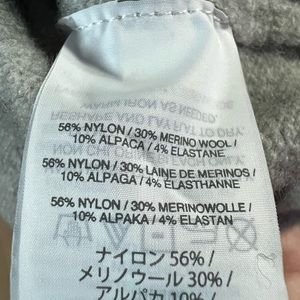 56% NYLON / 30% MERINO WOOL /
10% ALPACA / 4% ELASTANE
56% NYLON / 30% LAINE DE MERINOS /
10% ALPAGA / 4% ELASTHANNE
56% NYLON / 30% MERINOWOLLE /
10% ALPAKA / 4% ELASTAN
ナイロン 56% /
メリノウール 30% /
アルパカ 10%